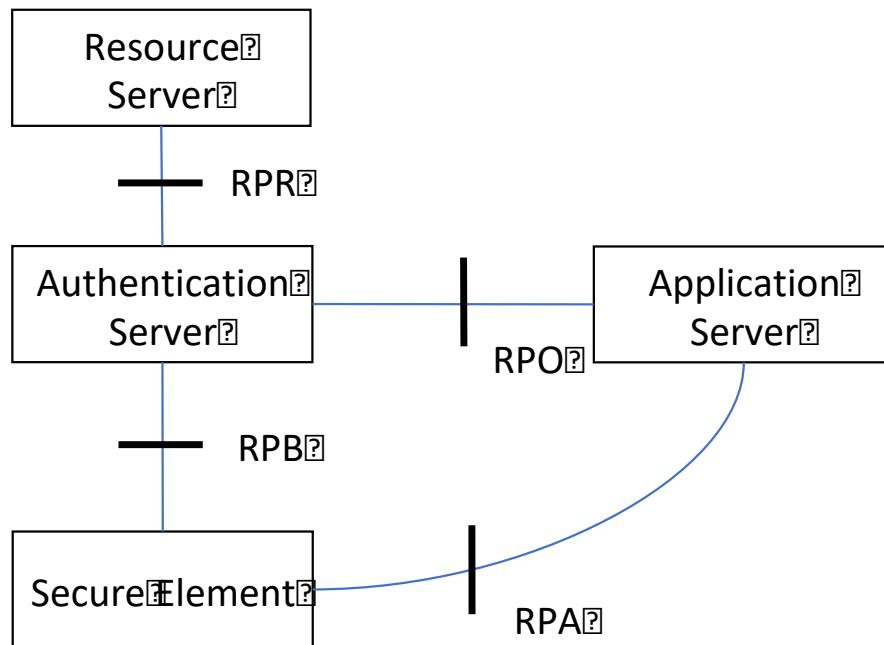 Resource⍰
Server⍰
RPR⍰
Authentication⍰
Server⍰
Application⍰
Server⍰
RPO⍰
RPB⍰
Secure⍰Element⍰
RPA⍰